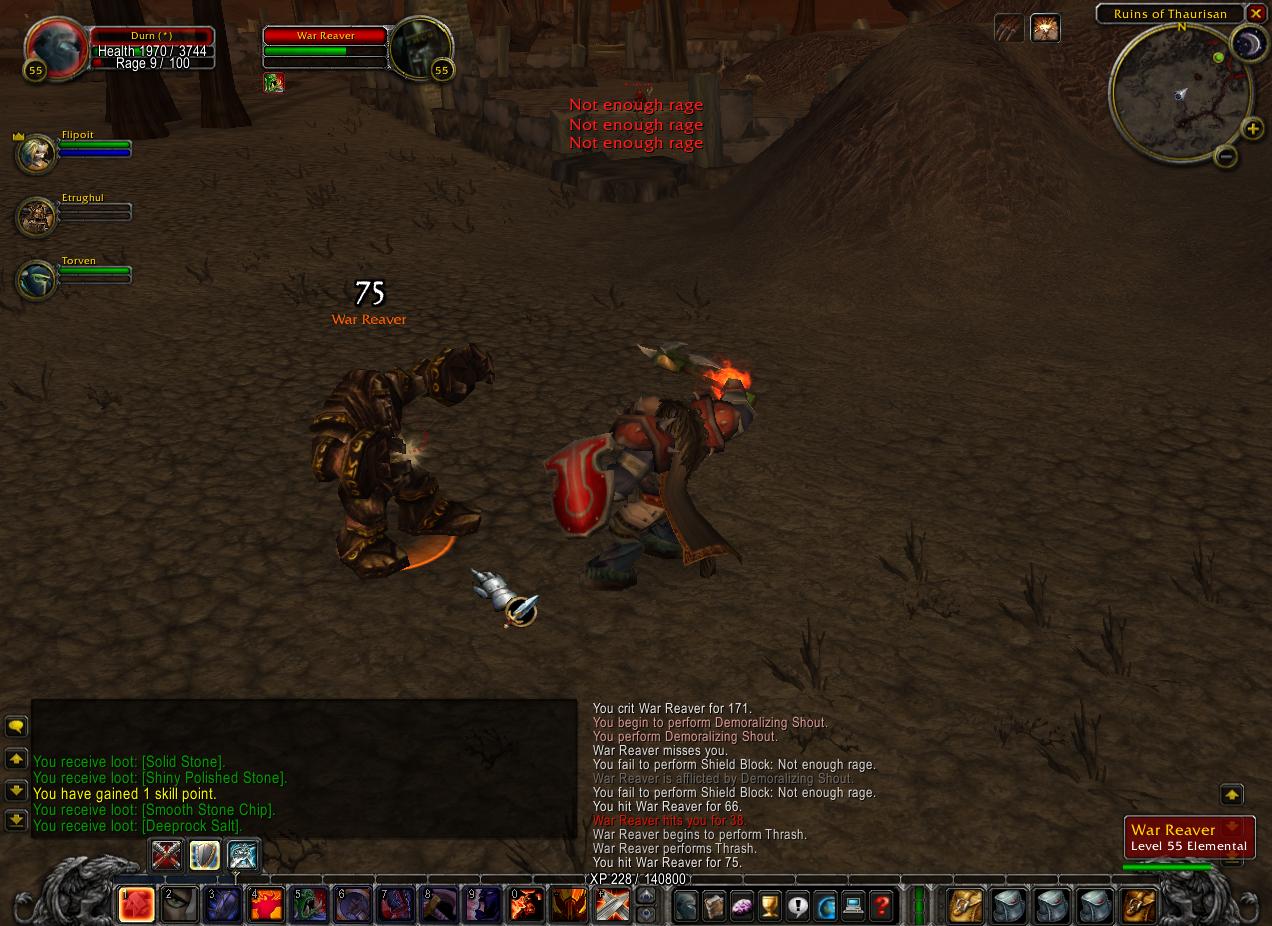 Durn (*)
Health 1970 / 3744
Rage 9 / 100
55
War Reaver
55
Ruins of Thaurisan
N
Not enough rage
Not enough rage
Not enough rage
Flipoit
Etrughul
Torven
75
War Reaver
You receive loot: [Solid Stone].
You receive loot: [Shiny Polished Stone].
You have gained 1 skill point.
You receive loot: [Smooth Stone Chip].
You receive loot: [Deeprock Salt].
You crit War Reaver for 171.
You begin to perform Demoralizing Shout.
You perform Demoralizing Shout.
War Reaver misses you.
You fail to perform Shield Block: Not enough rage.
War Reaver is afflicted by Demoralizing Shout.
You fail to perform Shield Block: Not enough rage.
You hit War Reaver for 66.
War Reaver hits you for 38.
War Reaver begins to perform Thrash.
War Reaver performs Thrash.
You hit War Reaver for 75.
War Reaver
Level 55 Elemental
XP 228 / 140800
1 2 3 4 5 6 7 8 9 0